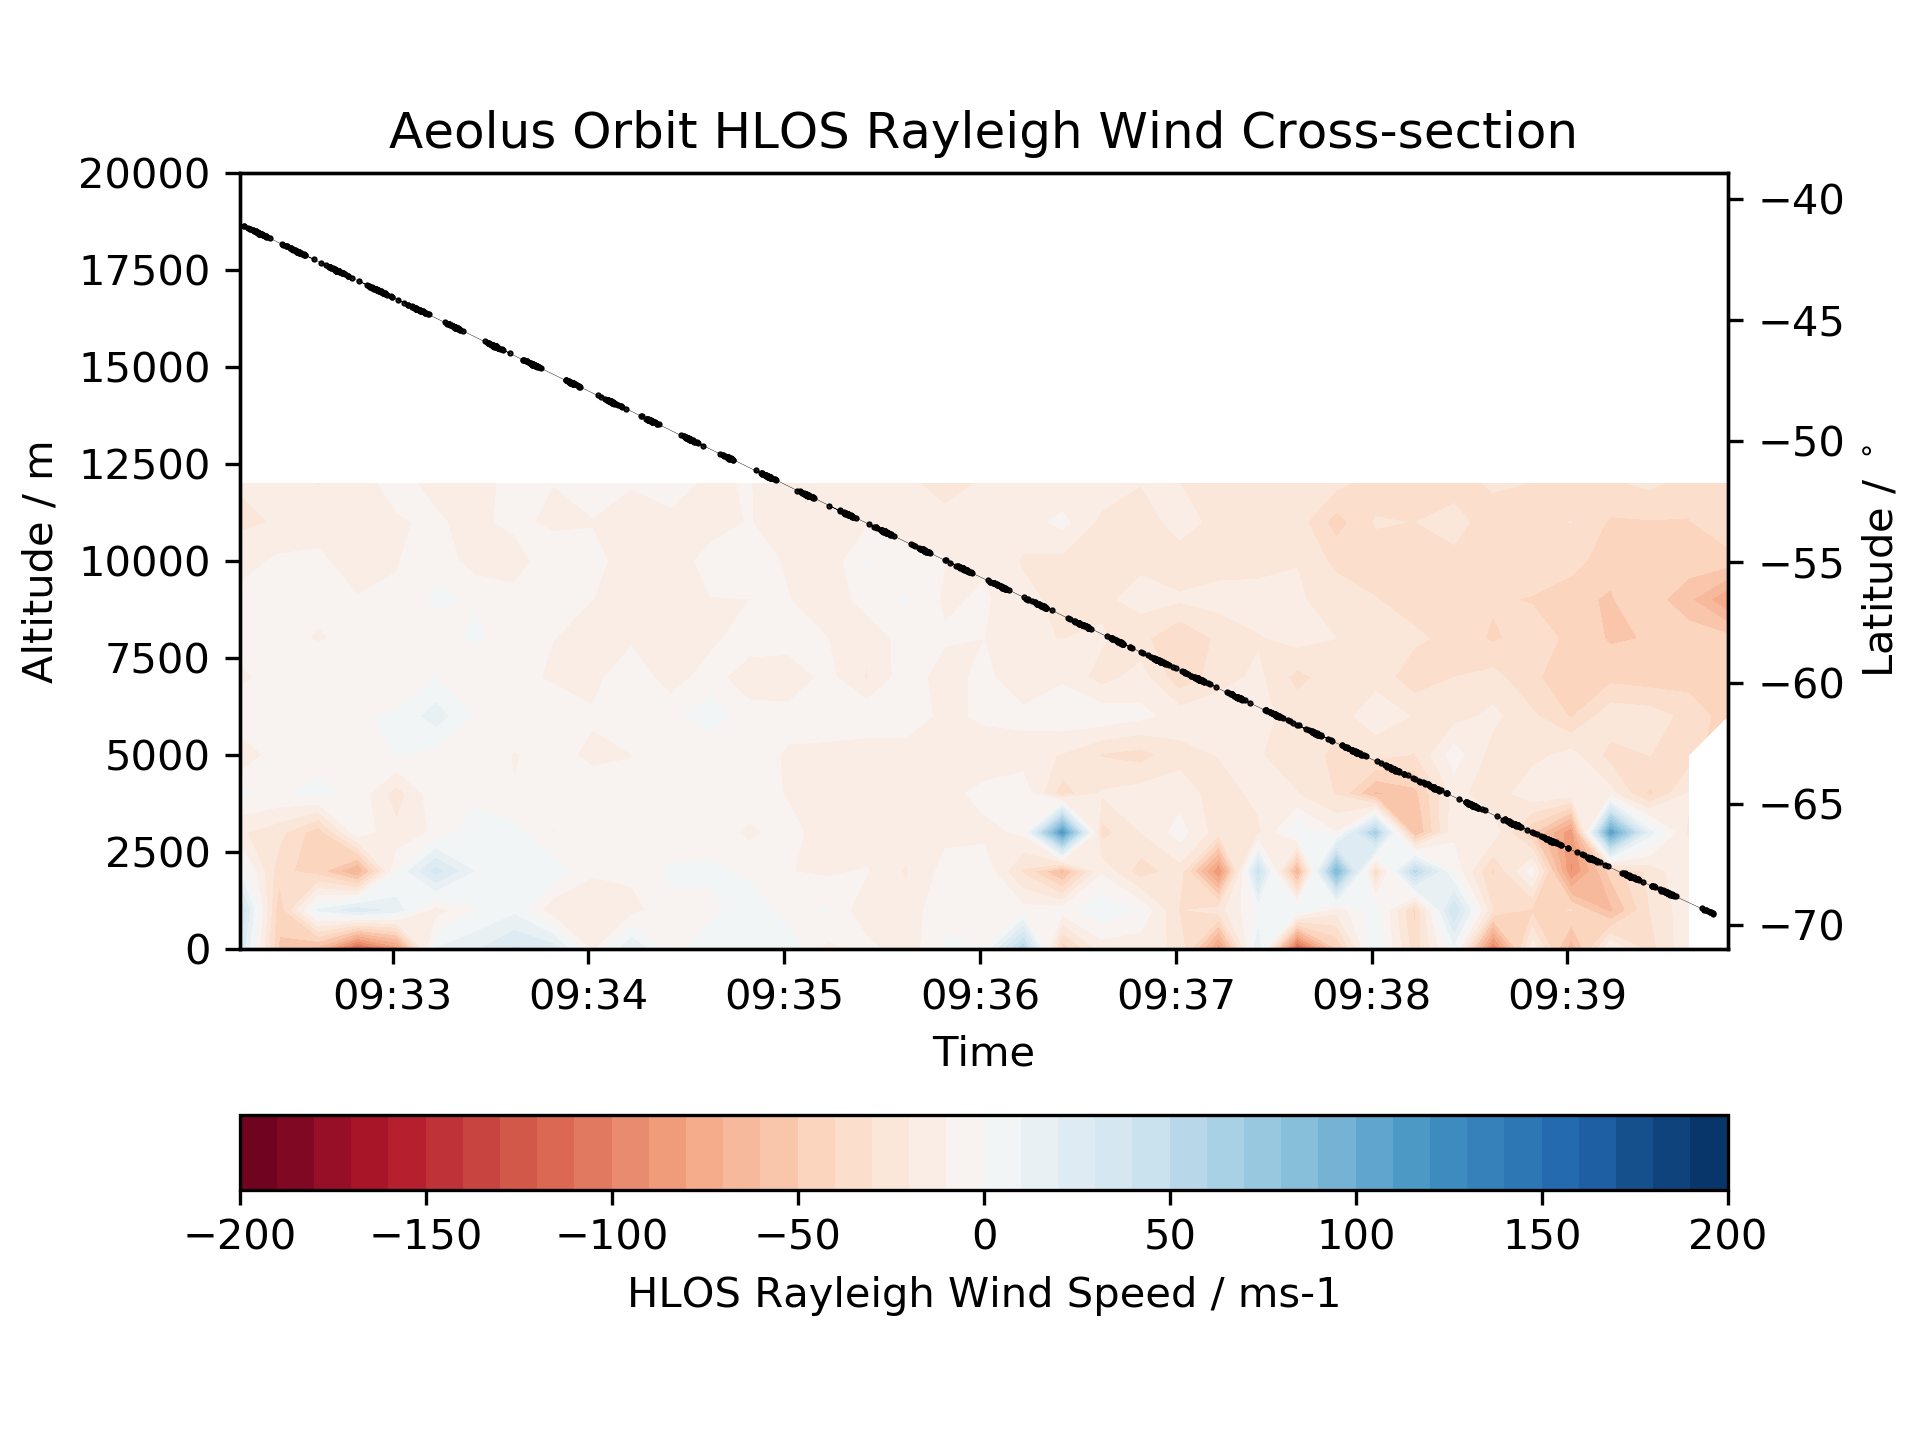 Aeolus Orbit HLOS Rayleigh Wind Cross-section
20000
17500
15000
12500
10000
7500
5000
2500
0
Altitude / m
−40
−45
−50
−55
−60
−65
−70
Latitude / °
09:33 09:34 09:35 09:36 09:37 09:38 09:39
Time
−200 −150 −100 −50 0 50 100 150 200
HLOS Rayleigh Wind Speed / ms-1